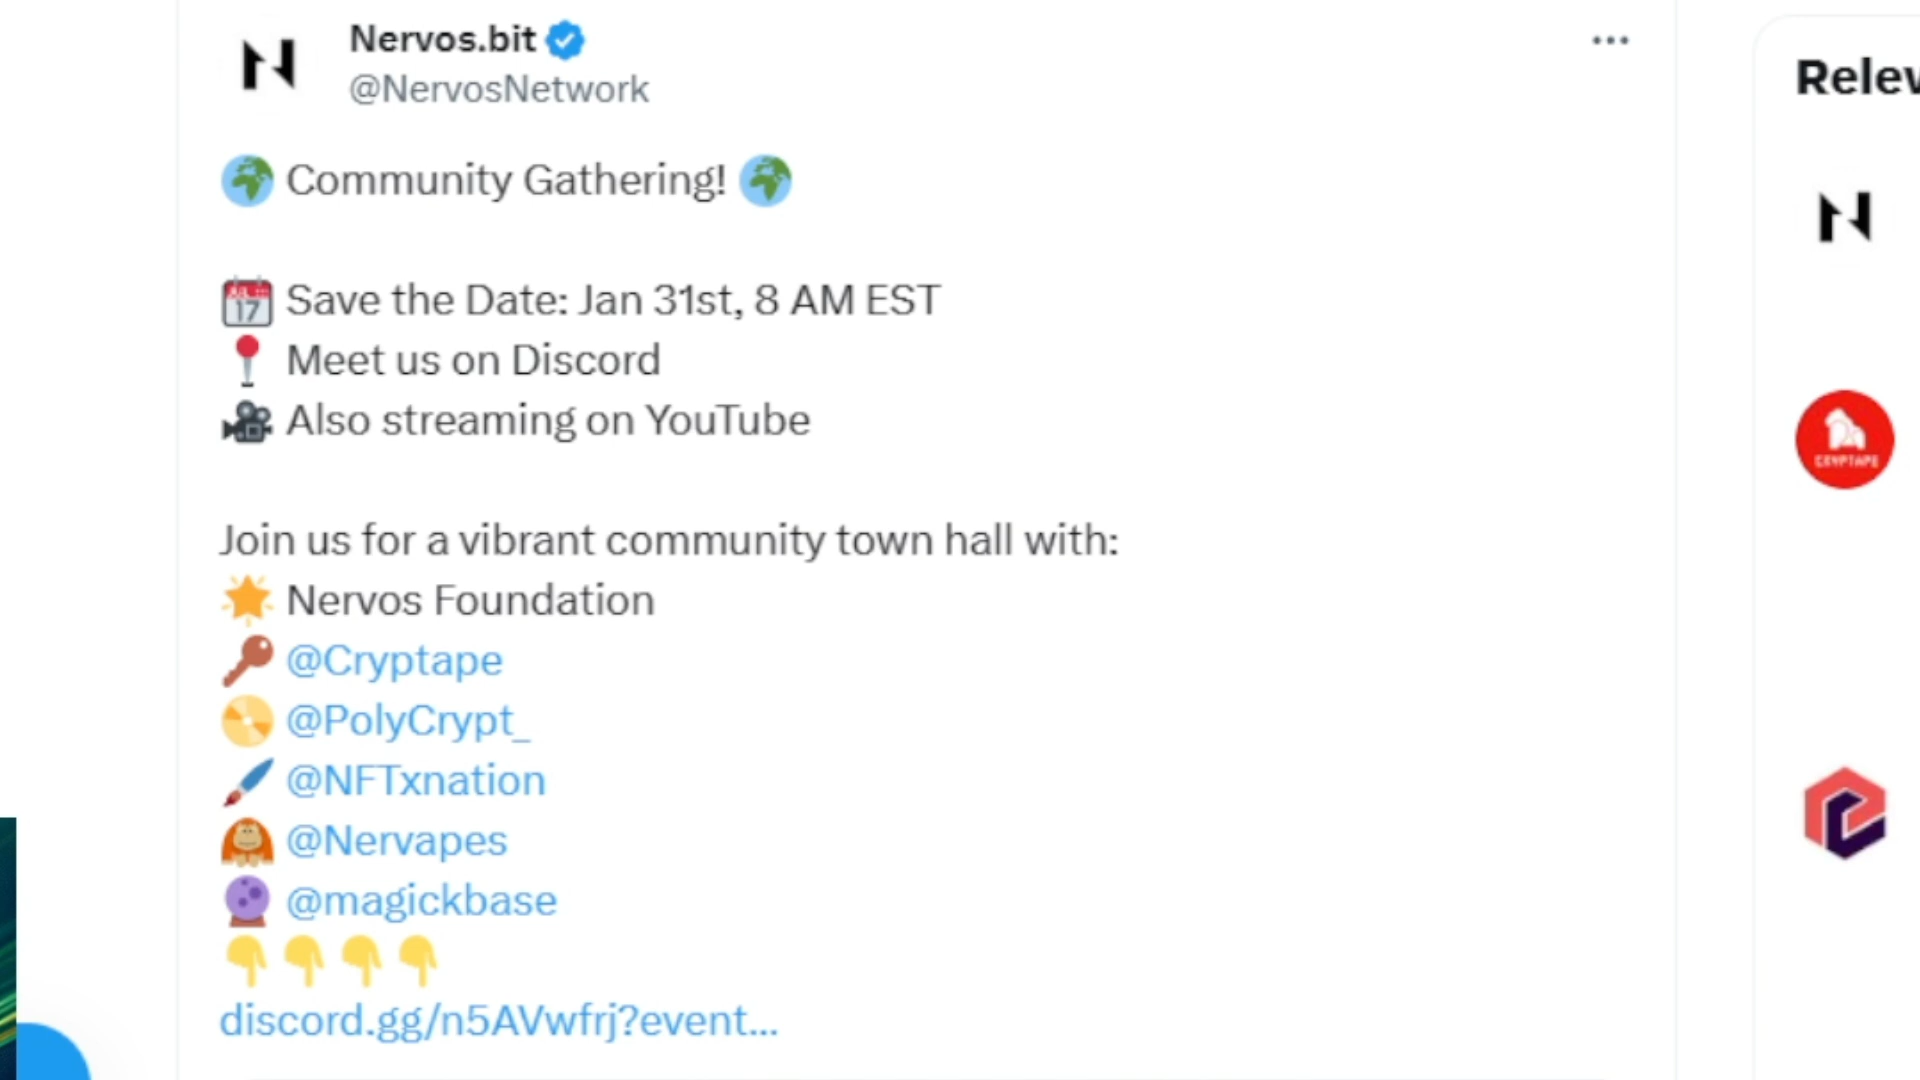 Nervos.bit
@NervosNetwork
🌍 Community Gathering! 🌍
📅 Save the Date: Jan 31st, 8 AM EST
📍 Meet us on Discord
🎥 Also streaming on YouTube
Join us for a vibrant community town hall with:
🌟 Nervos Foundation
🔑 @Cryptape
📀 @PolyCrypt_
🖌️ @NFTxnation
🦧 @Nervapes
🔮 @magickbase
👇👇👇👇
discord.gg/n5AVwfrj?event...
Relev
CRYPTAPE